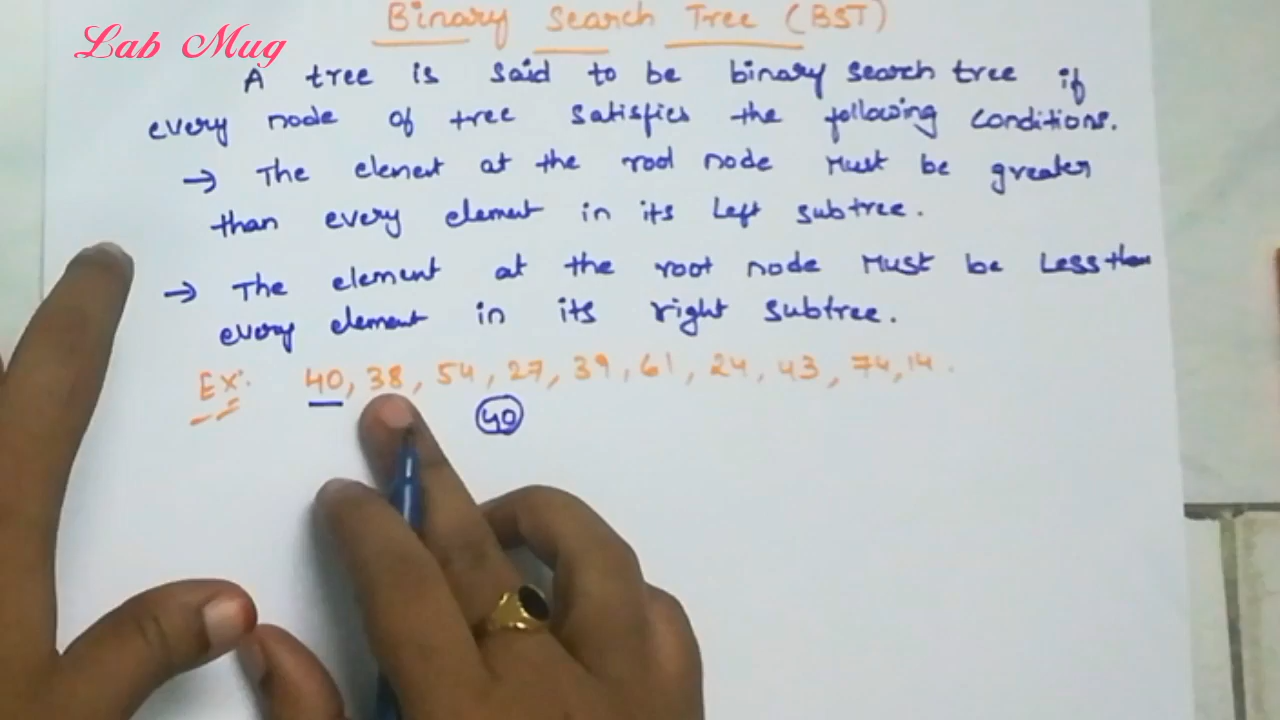 Binary Search Tree (BST)
Lab Mug
A tree is said to be binary search tree if
every node of tree satisfies the following conditions.
→ The elenent at the root node Must be greater
than every element in its Left subtree.
→ The element at the root node Must be Less than
every element in its right subtree.
Ex: 40, 38, 54, 27, 39, 61, 24, 43, 74, 14.
40